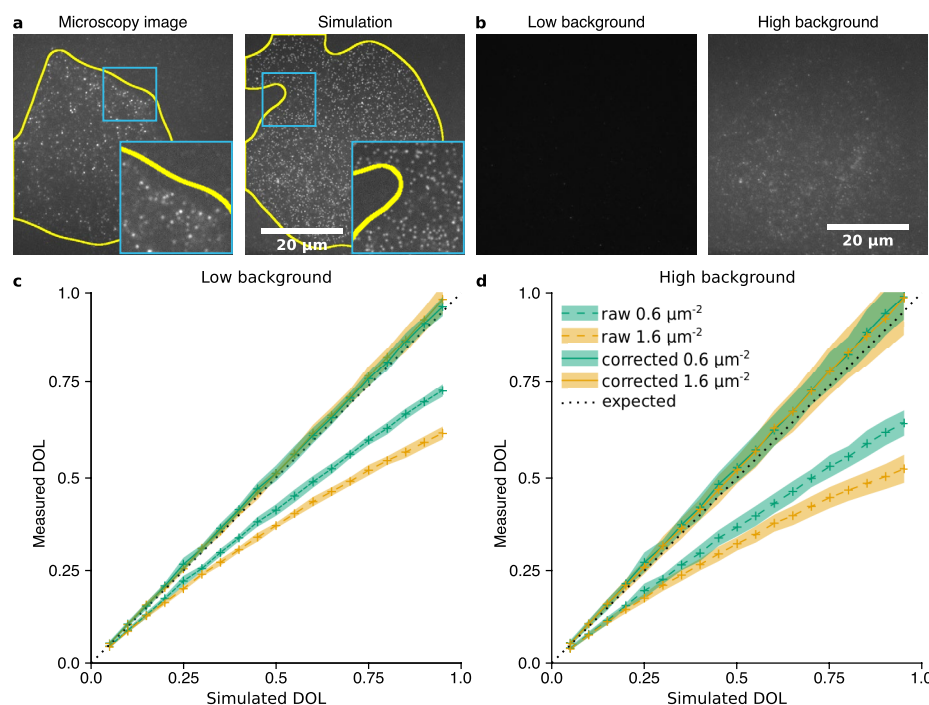 a
Microscopy image
Simulation
20 µm
b
Low background
High background
20 µm
c
Low background
1.0
0.75
0.5
0.25
0.0
Measured DOL
0.0
0.25
0.5
0.75
1.0
Simulated DOL
d
High background
raw 0.6 µm-2
raw 1.6 µm-2
corrected 0.6 µm-2
corrected 1.6 µm-2
expected
1.0
0.75
0.5
0.25
0.0
Measured DOL
0.0
0.25
0.5
0.75
1.0
Simulated DOL